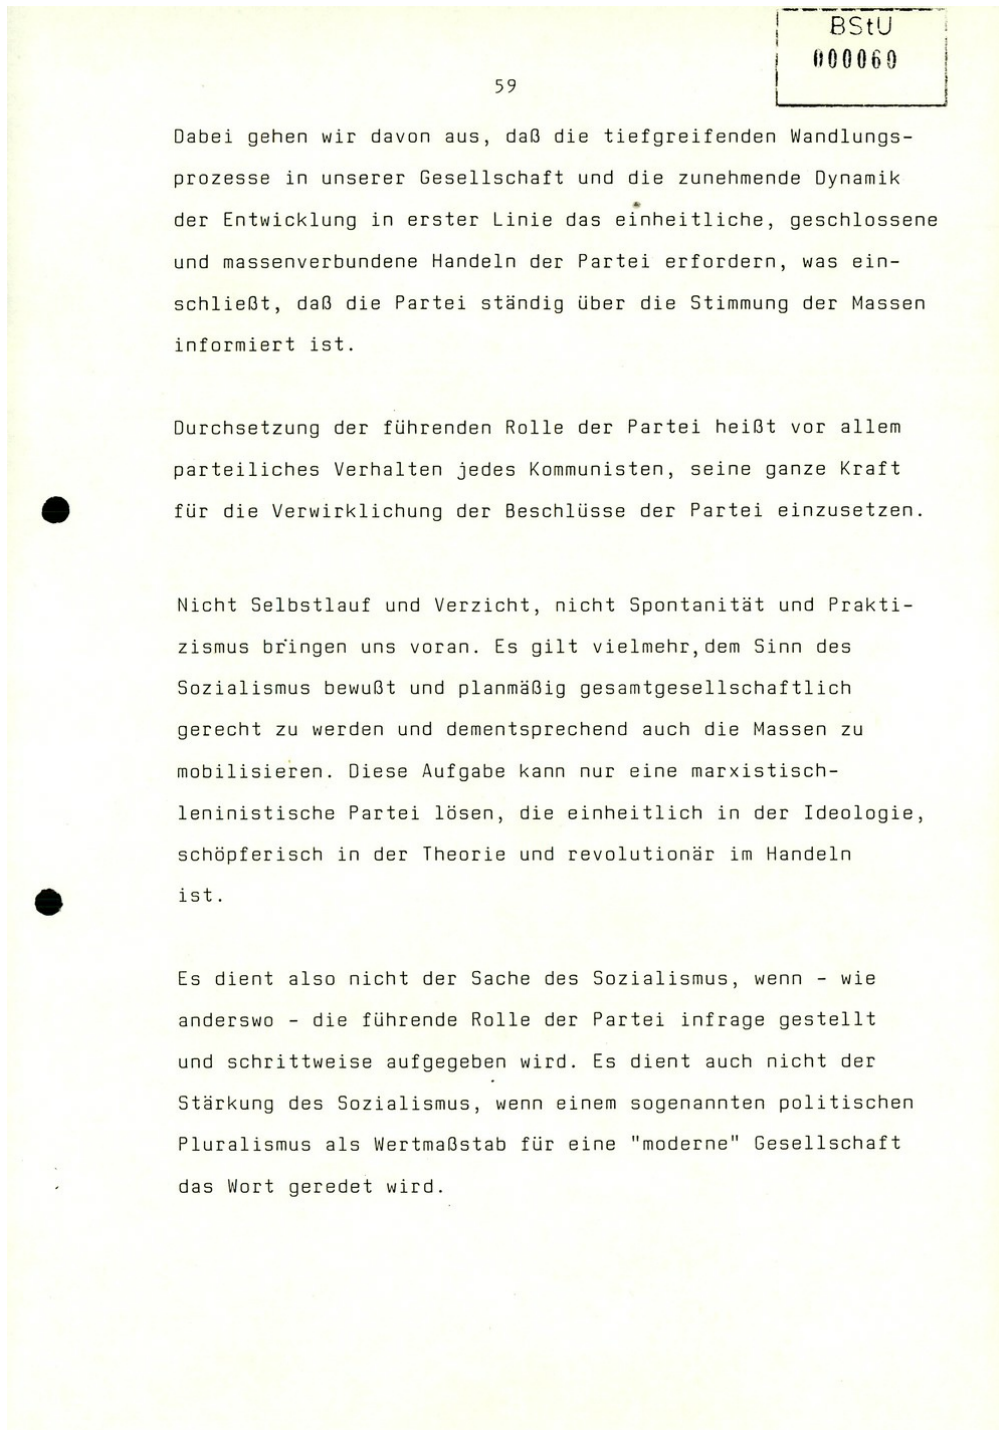 BStU
000060
59
Dabei gehen wir davon aus, daß die tiefgreifenden Wandlungs-
prozesse in unserer Gesellschaft und die zunehmende Dynamik
der Entwicklung in erster Linie das einheitliche, geschlossene
und massenverbundene Handeln der Partei erfordern, was ein-
schließt, daß die Partei ständig über die Stimmung der Massen
informiert ist.
Durchsetzung der führenden Rolle der Partei heißt vor allem
parteiliches Verhalten jedes Kommunisten, seine ganze Kraft
für die Verwirklichung der Beschlüsse der Partei einzusetzen.
Nicht Selbstlauf und Verzicht, nicht Spontanität und Prakti-
zismus bringen uns voran. Es gilt vielmehr, dem Sinn des
Sozialismus bewußt und planmäßig gesamtgesellschaftlich
gerecht zu werden und dementsprechend auch die Massen zu
mobilisieren. Diese Aufgabe kann nur eine marxistisch-
leninistische Partei lösen, die einheitlich in der Ideologie,
schöpferisch in der Theorie und revolutionär im Handeln
ist.
Es dient also nicht der Sache des Sozialismus, wenn - wie
anderswo - die führende Rolle der Partei infrage gestellt
und schrittweise aufgegeben wird. Es dient auch nicht der
Stärkung des Sozialismus, wenn einem sogenannten politischen
Pluralismus als Wertmaßstab für eine "moderne" Gesellschaft
das Wort geredet wird.